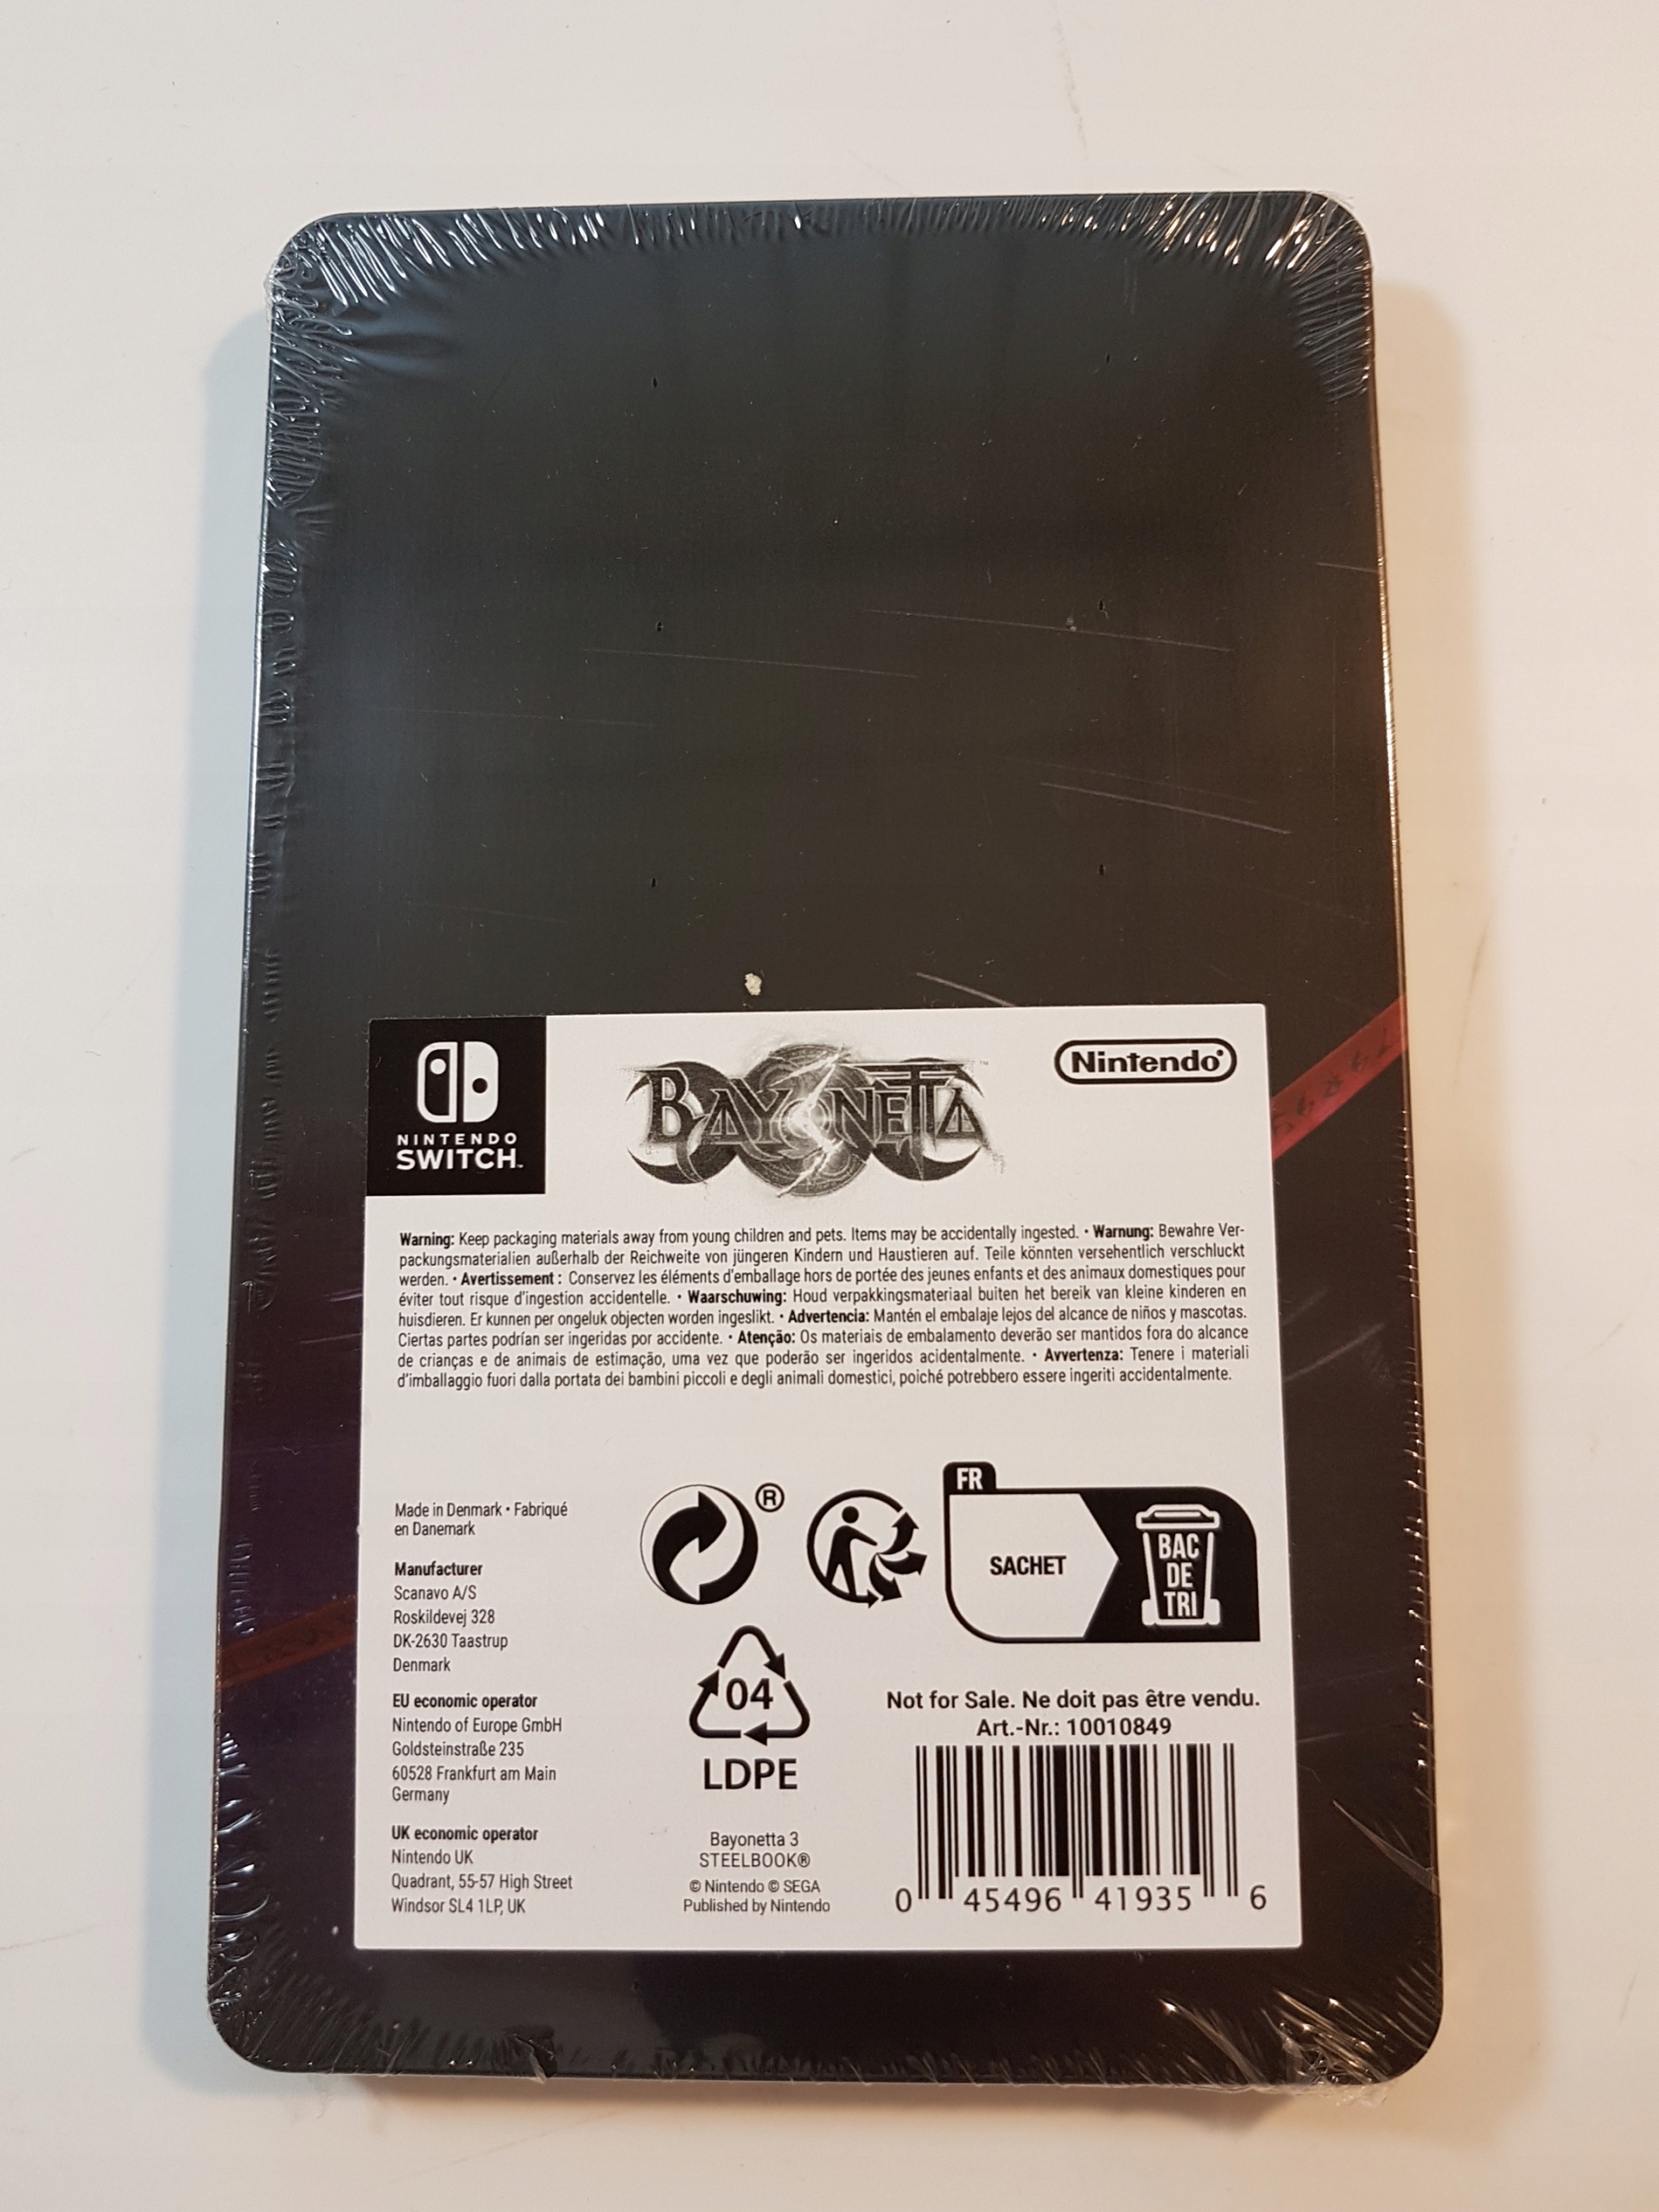 NINTENDO
SWITCH™
BAYONETTA™
Nintendo®
Warning: Keep packaging materials away from young children and pets. Items may be accidentally ingested. • Warnung: Bewahre Ver-
packungsmaterialien außerhalb der Reichweite von jüngeren Kindern und Haustieren auf. Teile könnten versehentlich verschluckt
werden. • Avertissement : Conservez les éléments d'emballage hors de portée des jeunes enfants et des animaux domestiques pour
éviter tout risque d'ingestion accidentelle. • Waarschuwing: Houd verpakkingsmateriaal buiten het bereik van kleine kinderen en
huisdieren. Er kunnen per ongeluk objecten worden ingeslikt. • Advertencia: Mantén el embalaje lejos del alcance de niños y mascotas.
Ciertas partes podrían ser ingeridas por accidente. • Atenção: Os materiais de embalamento deverão ser mantidos fora do alcance
de crianças e de animais de estimação, uma vez que poderão ser ingeridos acidentalmente. • Avvertenza: Tenere i materiali
d'imballaggio fuori dalla portata dei bambini piccoli e degli animali domestici, poiché potrebbero essere ingeriti accidentalmente.
Made in Denmark • Fabriqué
en Danemark
Manufacturer
Scanavo A/S
Roskildevej 328
DK-2630 Taastrup
Denmark
EU economic operator
Nintendo of Europe GmbH
Goldsteinstraße 235
60528 Frankfurt am Main
Germany
UK economic operator
Nintendo UK
Quadrant, 55-57 High Street
Windsor SL4 1LP, UK
®
FR
SACHET
BAC
DE
TRI
04
LDPE
Bayonetta 3
STEELBOOK®
© Nintendo © SEGA
Published by Nintendo
Not for Sale. Ne doit pas être vendu.
Art.-Nr.: 10010849
0 45496 41935 6